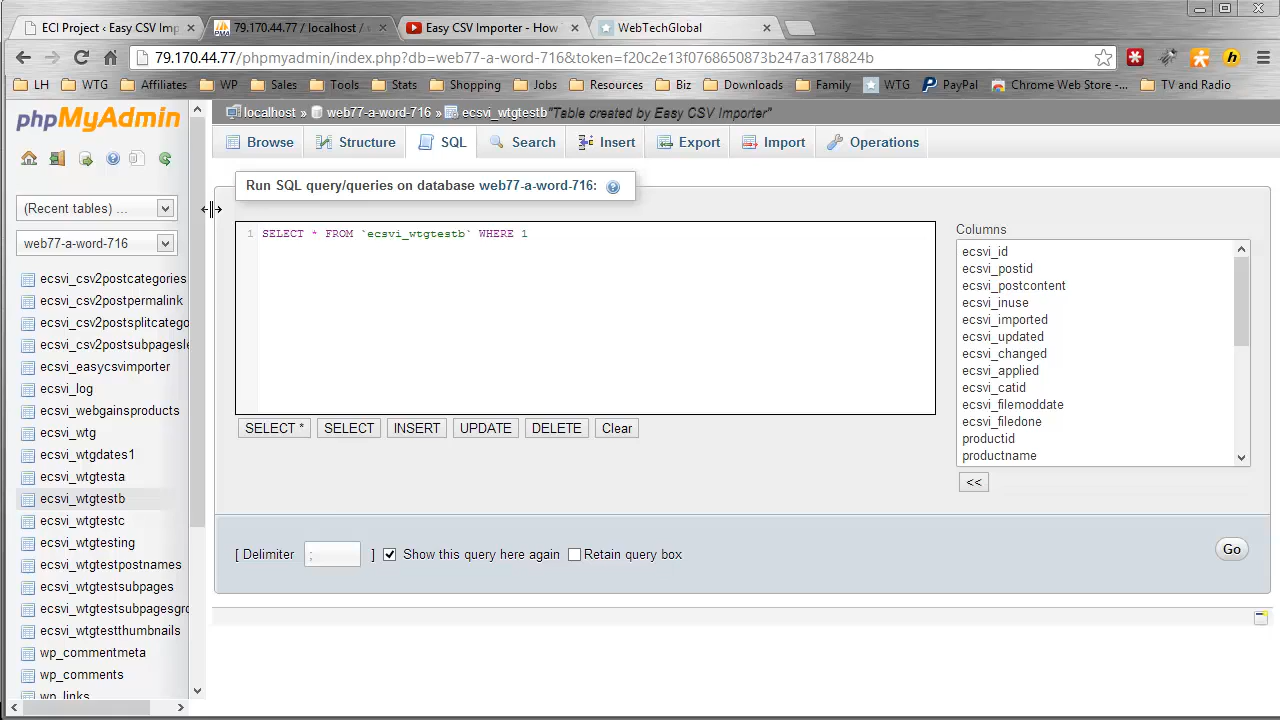 ECI Project ‹ Easy CSV Im
79.170.44.77 / localhost /
Easy CSV Importer - How
WebTechGlobal
79.170.44.77/phpmyadmin/index.php?db=web77-a-word-716&token=f20c2e13f0768650873b247a3178824b
LH
WTG
Affiliates
WP
Sales
Tools
Stats
Shopping
Jobs
Resources
Biz
Downloads
Family
WTG
PayPal
Chrome Web Store -...
TV and Radio
phpMyAdmin
(Recent tables) ...
web77-a-word-716
ecsvi_csv2postcategories
ecsvi_csv2postpermalink
ecsvi_csv2postsplitcatego
ecsvi_csv2postsubpagesle
ecsvi_easycsvimporter
ecsvi_log
ecsvi_webgainsproducts
ecsvi_wtg
ecsvi_wtgdates1
ecsvi_wtgtesta
ecsvi_wtgtestb
ecsvi_wtgtestc
ecsvi_wtgtesting
ecsvi_wtgtestpostnames
ecsvi_wtgtestsubpages
ecsvi_wtgtestsubpagesgro
ecsvi_wtgtestthumbnails
wp_commentmeta
wp_comments
wp_links
localhost » web77-a-word-716 » ecsvi_wtgtestb "Table created by Easy CSV Importer"
Browse
Structure
SQL
Search
Insert
Export
Import
Operations
Run SQL query/queries on database web77-a-word-716:
1 SELECT * FROM `ecsvi_wtgtestb` WHERE 1
SELECT *
SELECT
INSERT
UPDATE
DELETE
Clear
Columns
ecsvi_id
ecsvi_postid
ecsvi_postcontent
ecsvi_inuse
ecsvi_imported
ecsvi_updated
ecsvi_changed
ecsvi_applied
ecsvi_catid
ecsvi_filemoddate
ecsvi_filedone
productid
productname
<<
[ Delimiter ; ] Show this query here again Retain query box
Go